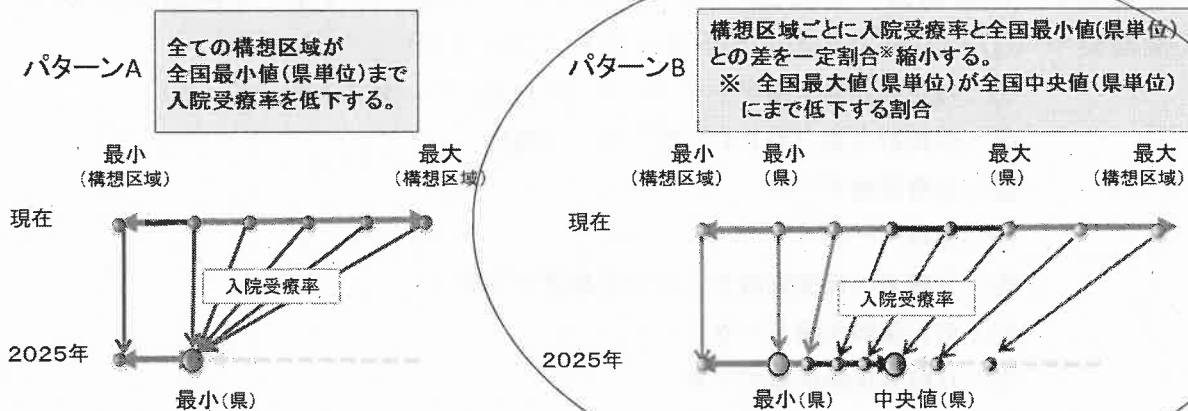 パターンA
全ての構想区域が
全国最小値(県単位)まで
入院受療率を低下する。
最小
(構想区域)
最大
(構想区域)
現在
入院受療率
2025年
最小(県)
パターンB
構想区域ごとに入院受療率と全国最小値(県単位)
との差を一定割合※縮小する。
※ 全国最大値(県単位)が全国中央値(県単位)
にまで低下する割合
最小
(構想区域)
最小
(県)
最大
(県)
最大
(構想区域)
現在
入院受療率
2025年
最小(県)
中央値(県)